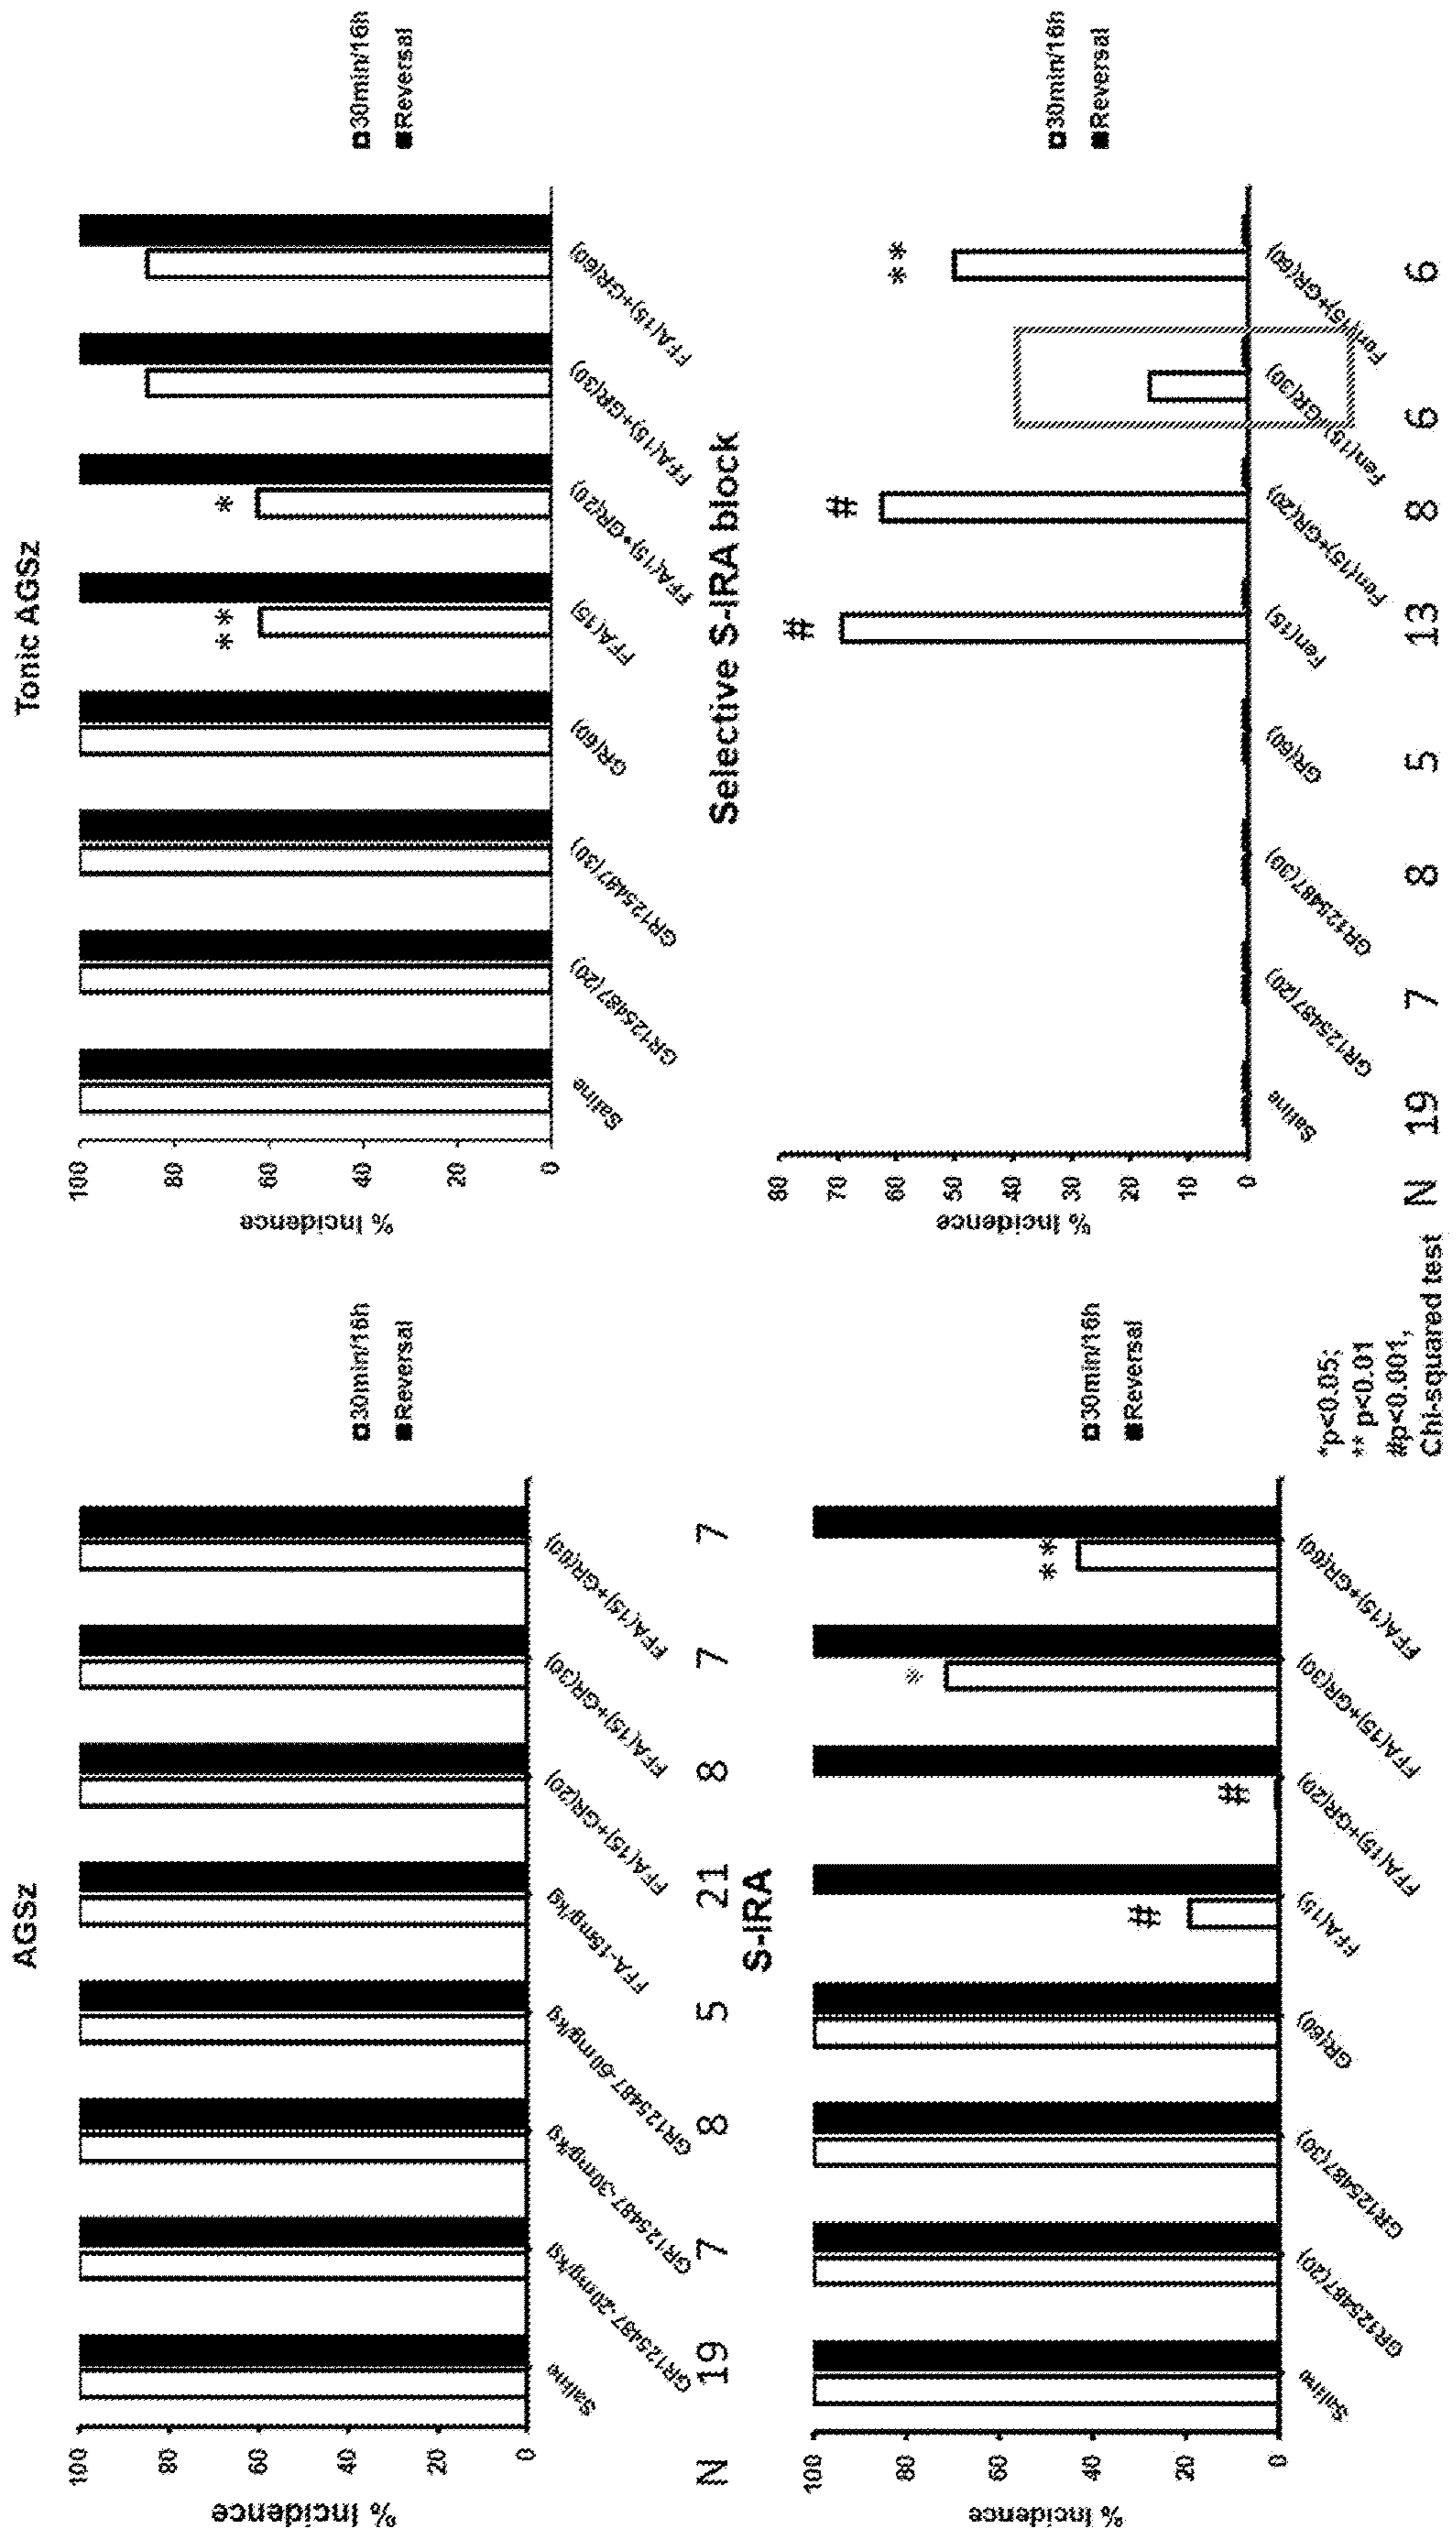 AGSz
% Incidence
100
80
60
40
20
0
Saline
GR125487-20mg/kg
GR125487-30mg/kg
GR125487-60mg/kg
FFA-15mg/kg
FFA(15)+GR(20)
FFA(15)+GR(30)
FFA(15)+GR(60)
30min/16h
Reversal
N 19 7 8 5 21 8 7 7
Tonic AGSz
% Incidence
100
80
60
40
20
0
**
*
Saline
GR125487(20)
GR125487(30)
GR(60)
FFA(15)
FFA(15)+GR(20)
FFA(15)+GR(30)
FFA(15)+GR(60)
30min/16h
Reversal
S-IRA
% Incidence
100
80
60
40
20
0
#
#
*
**
Saline
GR125487(20)
GR125487(30)
GR(60)
FFA(15)
FFA(15)+GR(20)
FFA(15)+GR(30)
FFA(15)+GR(60)
30min/16h
Reversal
*p<0.05;
** p<0.01
#p<0.001,
Chi-squared test
Selective S-IRA block
% Incidence
80
70
60
50
40
30
20
10
0
#
#
**
Saline
GR125487(20)
GR125487(30)
GR(60)
Fen(15)
Fen(15)+GR(20)
Fen(15)+GR(30)
Fen(15)+GR(60)
30min/16h
Reversal
N 19 7 8 5 13 8 6 6